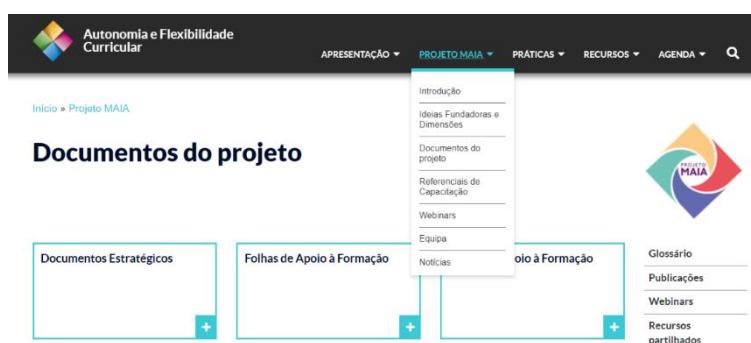 Autonomia e Flexibilidade
Curricular
APRESENTAÇÃO
PROJETO MAIA
PRÁTICAS
RECURSOS
AGENDA
Início » Projeto MAIA
Introdução
Ideias Fundadoras e
Dimensões
Documentos do
projeto
Referenciais de
Capacitação
Webinars
Equipa
Notícias
Documentos do projeto
PROJETO
MAIA
Documentos Estratégicos
+
Folhas de Apoio à Formação
+
oio à Formação
+
Glossário
Publicações
Webinars
Recursos
partilhados